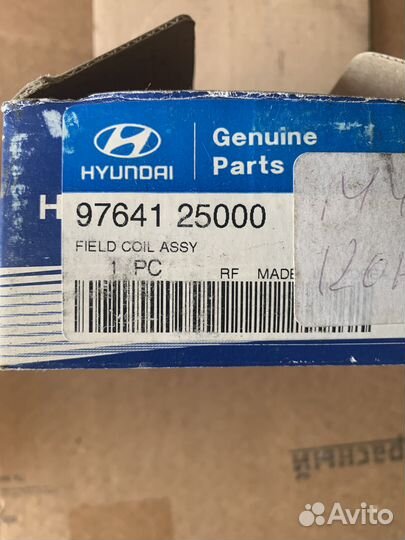 HYUNDAI
Genuine
Parts
H
97641 25000
FIELD COIL ASSY
1 PC RF MADE
Avito